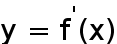 y = f'(x)